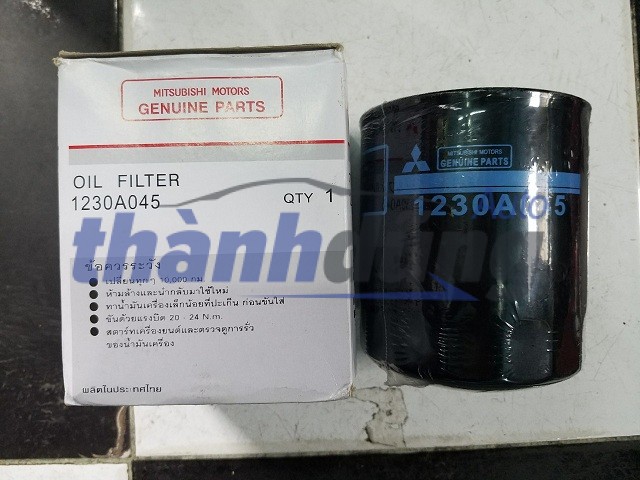 MITSUBISHI MOTORS
GENUINE PARTS
OIL FILTER
1230A045
QTY 1
ข้อควรระวัง
เปลี่ยนทุกๆ 10,000 กม
ห้ามล้างและนำกลับมาใช้ใหม่
ทาน้ำมันเครื่องเล็กน้อยที่ปะเก็น ก่อนขันใส่
ขันด้วยแรงบิด 20 - 24 N.m.
สตาร์ทเครื่องยนต์และตรวจดูการรั่ว
ของน้ำมันเครื่อง
ผลิตในประเทศไทย
MITSUBISHI MOTORS
GENUINE PARTS
1230A045
thànhdũng